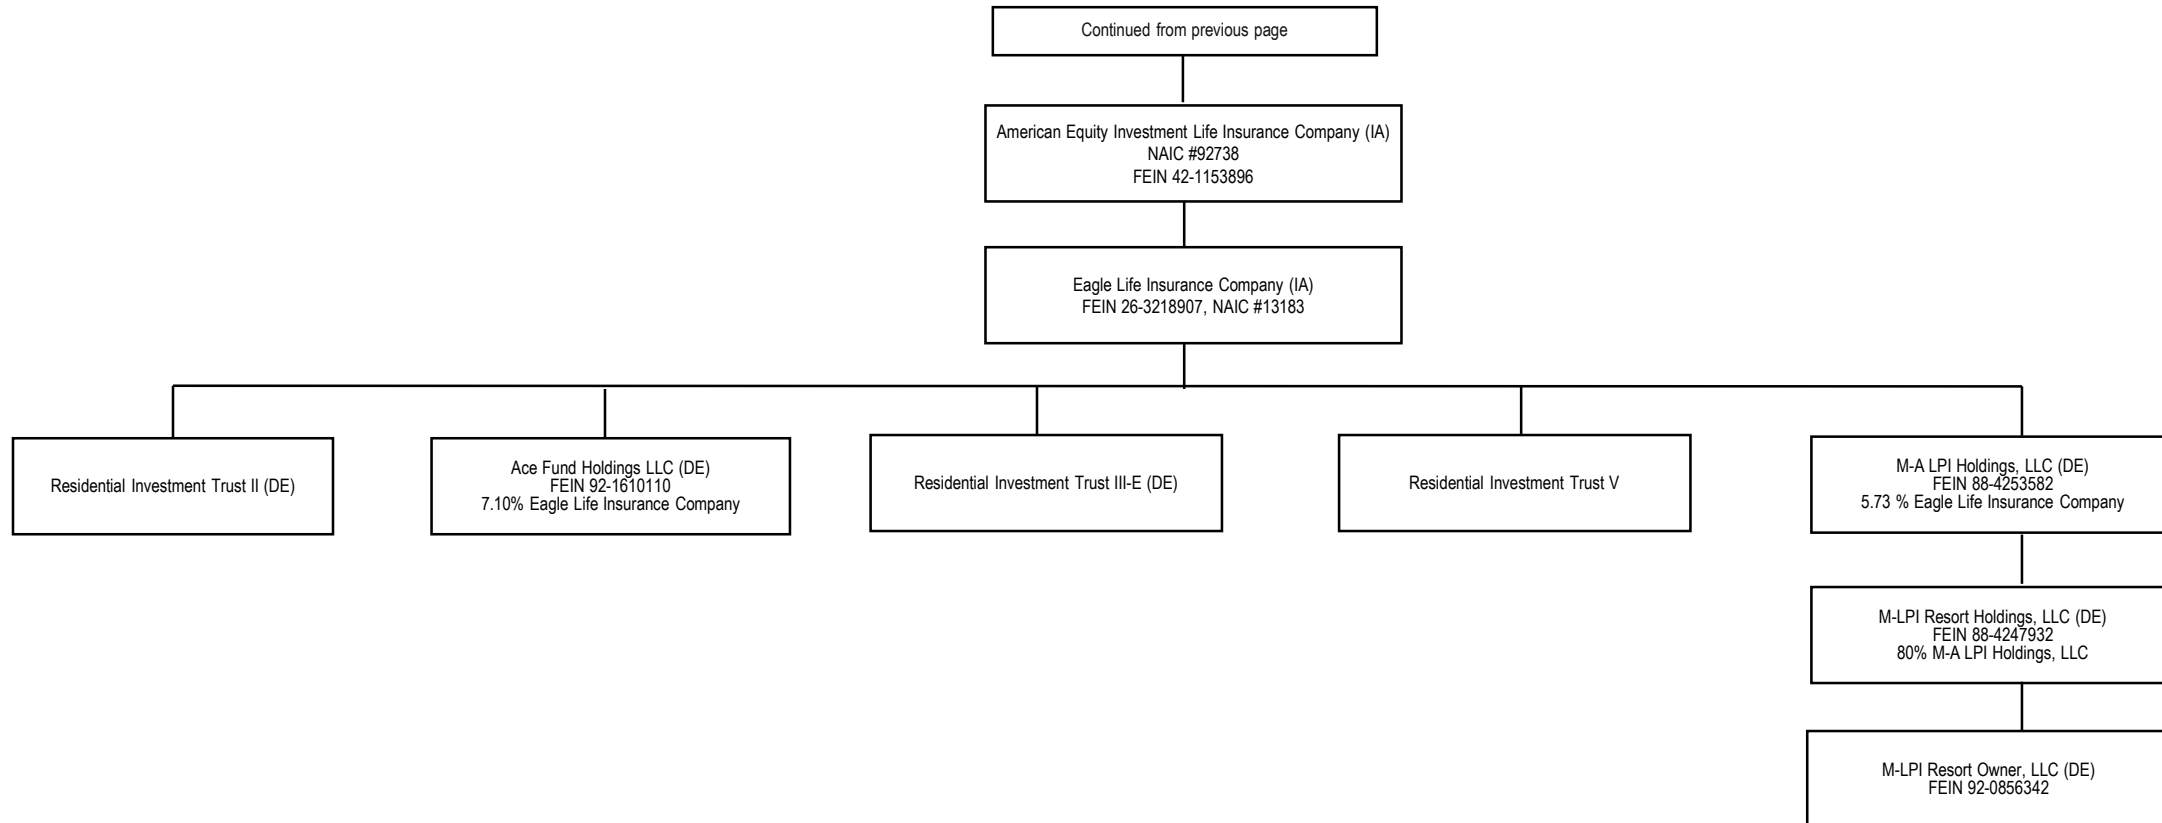 Continued from previous page
American Equity Investment Life Insurance Company (IA)
NAIC #92738
FEIN 42-1153896
Eagle Life Insurance Company (IA)
FEIN 26-3218907, NAIC #13183
Residential Investment Trust II (DE)
Ace Fund Holdings LLC (DE)
FEIN 92-1610110
7.10% Eagle Life Insurance Company
Residential Investment Trust III-E (DE)
Residential Investment Trust V
M-A LPI Holdings, LLC (DE)
FEIN 88-4253582
5.73 % Eagle Life Insurance Company
M-LPI Resort Holdings, LLC (DE)
FEIN 88-4247932
80% M-A LPI Holdings, LLC
M-LPI Resort Owner, LLC (DE)
FEIN 92-0856342